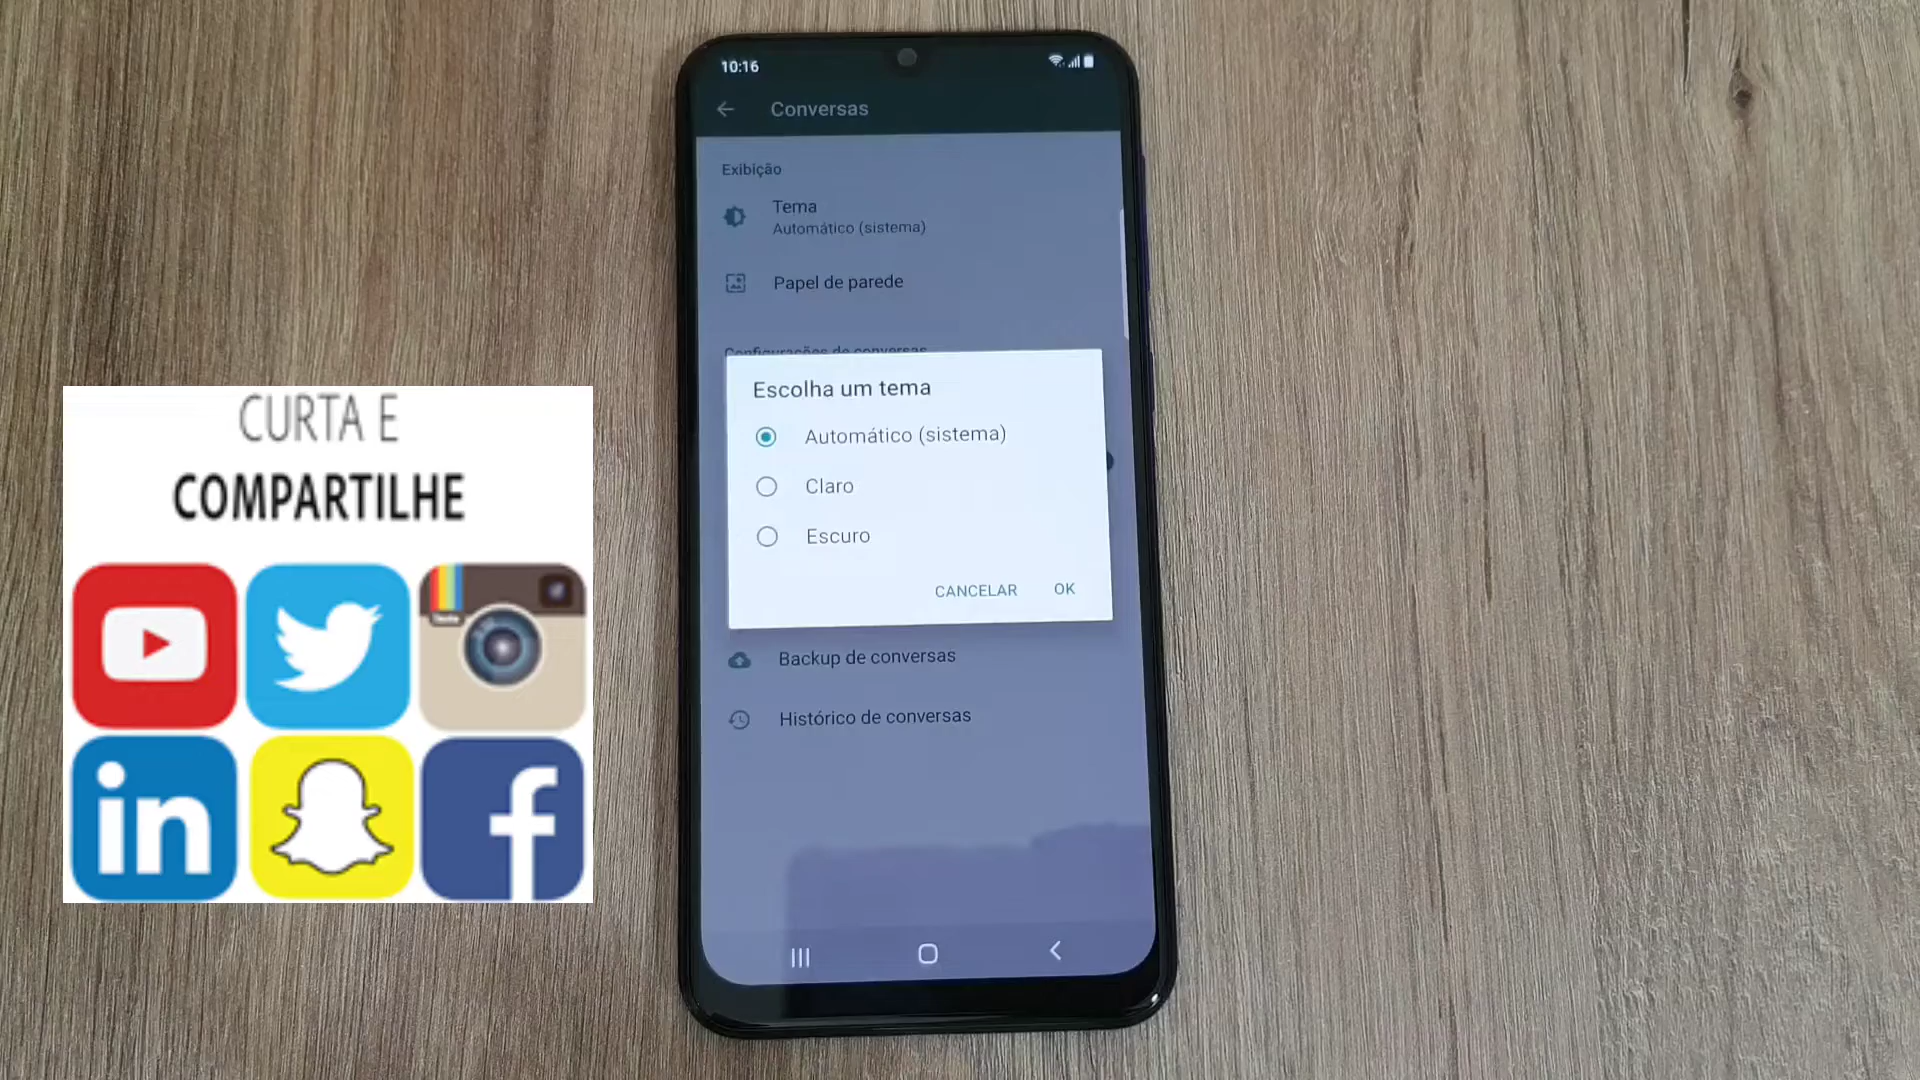 10:16
Conversas
Exibição
Tema
Automático (sistema)
Papel de parede
Configurações de conversas
Escolha um tema
Automático (sistema)
Claro
Escuro
CANCELAR OK
Backup de conversas
Histórico de conversas
CURTA E
COMPARTILHE
in
f